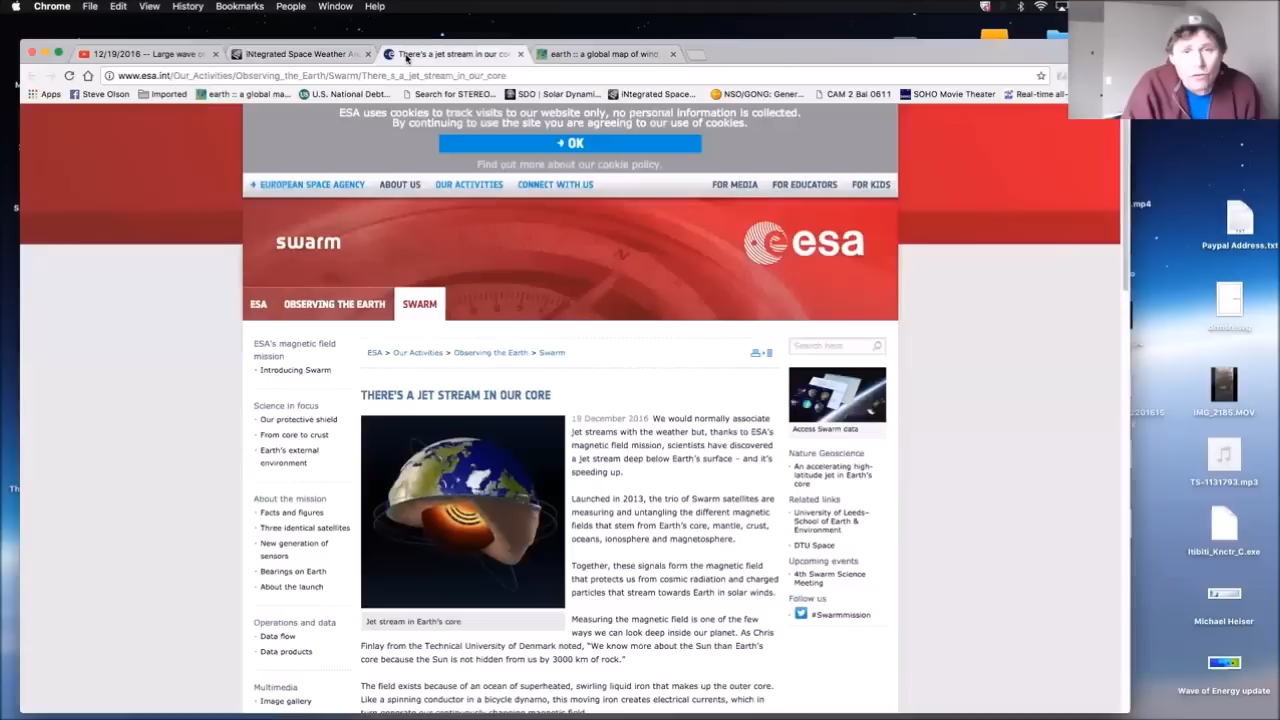 Chrome File Edit View History Bookmarks People Window Help
12/19/2016 -- Large wave o
iNtegrated Space Weather An
There's a jet stream in our co
earth :: a global map of wind
www.esa.int/Our_Activities/Observing_the_Earth/Swarm/There_s_a_jet_stream_in_our_core
Apps Steve Olson Imported earth :: a global ma... U.S. National Debt... Search for STEREO... SDO | Solar Dynami... iNtegrated Space... NSO/GONG: Gener... CAM 2 Bal 0611 SOHO Movie Theater Real-time all-
ESA uses cookies to track visits to our website only, no personal information is collected.
By continuing to use the site you are agreeing to our use of cookies.
OK
Find out more about our cookie policy.
EUROPEAN SPACE AGENCY ABOUT US OUR ACTIVITIES CONNECT WITH US FOR MEDIA FOR EDUCATORS FOR KIDS
swarm
esa
ESA OBSERVING THE EARTH SWARM
ESA's magnetic field
mission
Introducing Swarm
Science in focus
Our protective shield
From core to crust
Earth's external
environment
About the mission
Facts and figures
Three identical satellites
New generation of
sensors
Bearings on Earth
About the launch
Operations and data
Data flow
Data products
Multimedia
Image gallery
ESA > Our Activities > Observing the Earth > Swarm
THERE'S A JET STREAM IN OUR CORE
19 December 2016 We would normally associate
jet streams with the weather but, thanks to ESA's
magnetic field mission, scientists have discovered
a jet stream deep below Earth's surface – and it's
speeding up.
Launched in 2013, the trio of Swarm satellites are
measuring and untangling the different magnetic
fields that stem from Earth's core, mantle, crust,
oceans, ionosphere and magnetosphere.
Together, these signals form the magnetic field
that protects us from cosmic radiation and charged
particles that stream towards Earth in solar winds.
Measuring the magnetic field is one of the few
ways we can look deep inside our planet. As Chris
Jet stream in Earth's core
Finlay from the Technical University of Denmark noted, "We know more about the Sun than Earth's
core because the Sun is not hidden from us by 3000 km of rock."
The field exists because of an ocean of superheated, swirling liquid iron that makes up the outer core.
Like a spinning conductor in a bicycle dynamo, this moving iron creates electrical currents, which in
turn generate our continuously changing magnetic field.
Search here
Access Swarm data
Nature Geoscience
An accelerating high-
latitude jet in Earth's
core
Related links
University of Leeds–
School of Earth &
Environment
DTU Space
Upcoming events
4th Swarm Science
Meeting
Follow us
#Swarmmission
.mp4
Paypal Address.txt
201615
IMG_2185.MOV
TS-1131793.mp3
Itibiti_Knctr_C.exe
Michael Heiser
Wave of Energy update